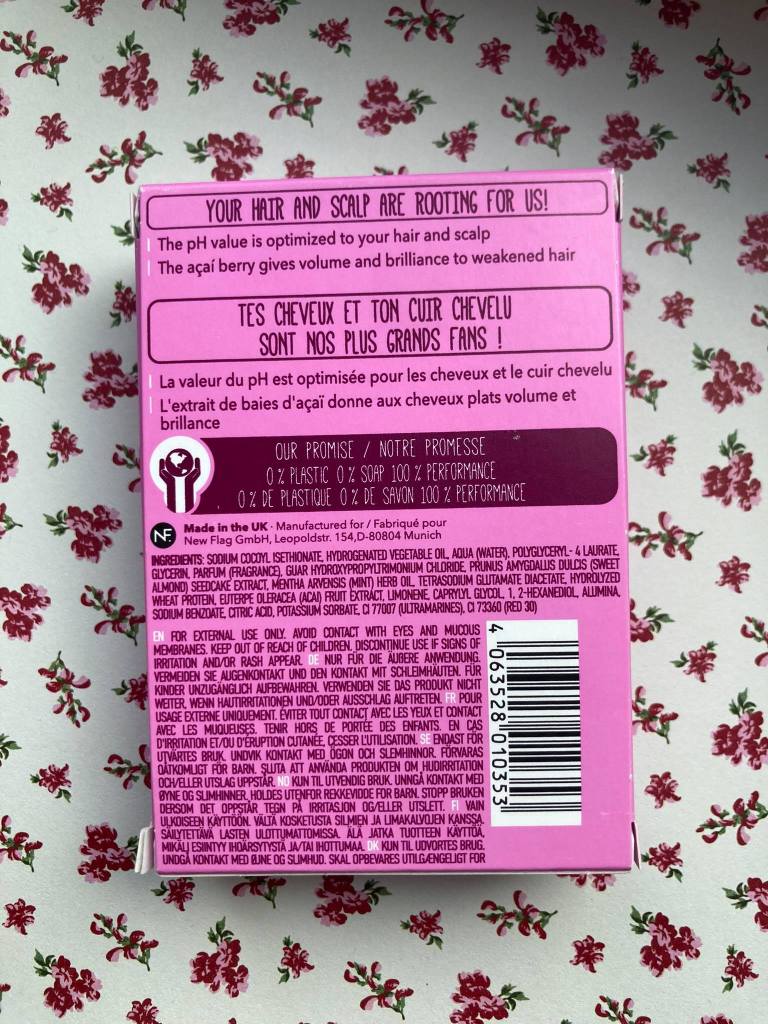 YOUR HAIR AND SCALP ARE ROOTING FOR US!
The pH value is optimized to your hair and scalp
The açaí berry gives volume and brilliance to weakened hair
TES CHEVEUX ET TON CUIR CHEVELU
SONT NOS PLUS GRANDS FANS !
La valeur du pH est optimisée pour les cheveux et le cuir chevelu
L'extrait de baies d'açaï donne aux cheveux plats volume et
brillance
OUR PROMISE / NOTRE PROMESSE
0 % PLASTIC 0 % SOAP 100 % PERFORMANCE
0 % DE PLASTIQUE 0 % DE SAVON 100 % PERFORMANCE
NF
Made in the UK · Manufactured for / Fabriqué pour
New Flag GmbH, Leopoldstr. 154,D-80804 Munich
INGREDIENTS: SODIUM COCOYL ISETHIONATE, HYDROGENATED VEGETABLE OIL, AQUA (WATER), POLYGLYCERYL- 4 LAURATE,
GLYCERIN, PARFUM (FRAGRANCE), GUAR HYDROXYPROPYLTRIMONIUM CHLORIDE, PRUNUS AMYGDALUS DULCIS (SWEET
ALMOND) SEEDCAKE EXTRACT, MENTHA ARVENSIS (MINT) HERB OIL, TETRASODIUM GLUTAMATE DIACETATE, HYDROLYZED
WHEAT PROTEIN, EUTERPE OLERACEA (ACAI) FRUIT EXTRACT, LIMONENE, CAPRYLYL GLYCOL, 1, 2-HEXANEDIOL, ALUMINA,
SODIUM BENZOATE, CITRIC ACID, POTASSIUM SORBATE, CI 77007 (ULTRAMARINES), CI 73360 (RED 30)
EN FOR EXTERNAL USE ONLY. AVOID CONTACT WITH EYES AND MUCOUS
MEMBRANES. KEEP OUT OF REACH OF CHILDREN. DISCONTINUE USE IF SIGNS OF
IRRITATION AND/OR RASH APPEAR. DE NUR FÜR DIE ÄUßERE ANWENDUNG.
VERMEIDEN SIE AUGENKONTAKT UND DEN KONTAKT MIT SCHLEIMHÄUTEN. FÜR
KINDER UNZUGÄNGLICH AUFBEWAHREN. VERWENDEN SIE DAS PRODUKT NICHT
WEITER, WENN HAUTIRRITATIONEN UND/ODER AUSSCHLAG AUFTRETEN. FR POUR
USAGE EXTERNE UNIQUEMENT. ÉVITER TOUT CONTACT AVEC LES YEUX ET CONTACT
AVEC LES MUQUEUSES. TENIR HORS DE PORTÉE DES ENFANTS. EN CAS
D'IRRITATION ET/OU D'ÉRUPTION CUTANÉE, CESSER L'UTILISATION. SE ENDAST FÖR
UTVÄRTES BRUK. UNDVIK KONTAKT MED ÖGON OCH SLEMHINNOR. FÖRVARAS
OÅTKOMLIGT FÖR BARN. SLUTA ATT ANVÄNDA PRODUKTEN OM HUDIRRITATION
OCH/ELLER UTSLAG UPPSTÅR. NO KUN TIL UTVENDIG BRUK. UNNGÅ KONTAKT MED
ØYNE OG SLIMHINNER, HOLDES UTENFOR REKKEVIDDE FOR BARN. STOPP BRUKEN
DERSOM DET OPPSTÅR TEGN PÅ IRRITASJON OG/ELLER UTSLETT. FI VAIN
ULKOISEEN KÄYTTÖÖN. VÄLTÄ KOSKETUSTA SILMIEN JA LIMAKALVOJEN KANSSA.
SÄILYTETTÄVÄ LASTEN ULOTTUMATTOMISSA. ÄLÄ JATKA TUOTTEEN KÄYTTÖÄ,
MIKÄLI ESIINTYY IHOÄRSYTYSTÄ JA/TAI IHOTTUMAA. DK KUN TIL UDVORTES BRUG.
UNDGÅ KONTAKT MED ØJNE OG SLIMHUD. SKAL OPBEVARES UTILGÆNGELIGT FOR
4 063528 010353